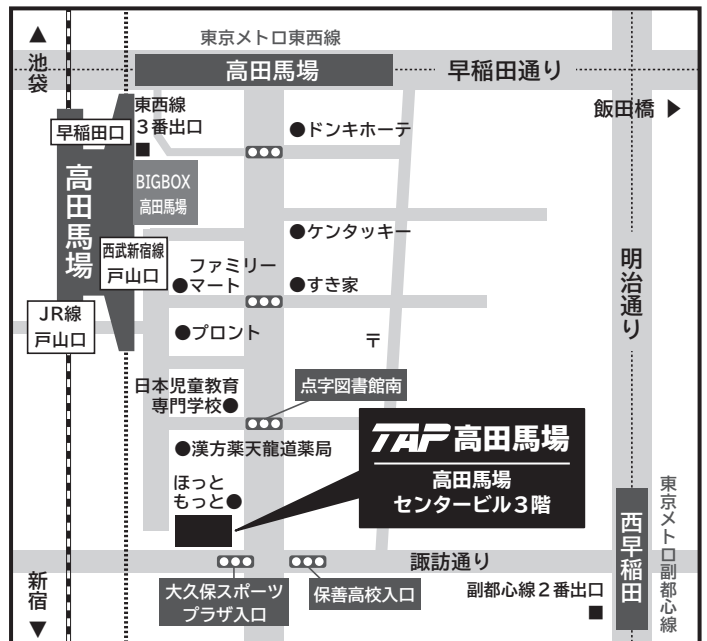 ▲
池袋
東京メトロ東西線
高田馬場
早稲田通り
飯田橋 ▶
東西線
3番出口
■
早稲田口
●ドンキホーテ
高田馬場
BIGBOX
高田馬場
●ケンタッキー
西武新宿線
戸山口
ファミリー
●マート
●すき家
明治通り
JR線
戸山口
●プロント
〒
日本児童教育
専門学校●
点字図書館南
●漢方薬天龍道薬局
TAP高田馬場
高田馬場
センタービル3階
ほっと
もっと●
東京メトロ副都心線
西早稲田
諏訪通り
新宿
▼
大久保スポーツ
プラザ入口
保善高校入口
副都心線2番出口
■